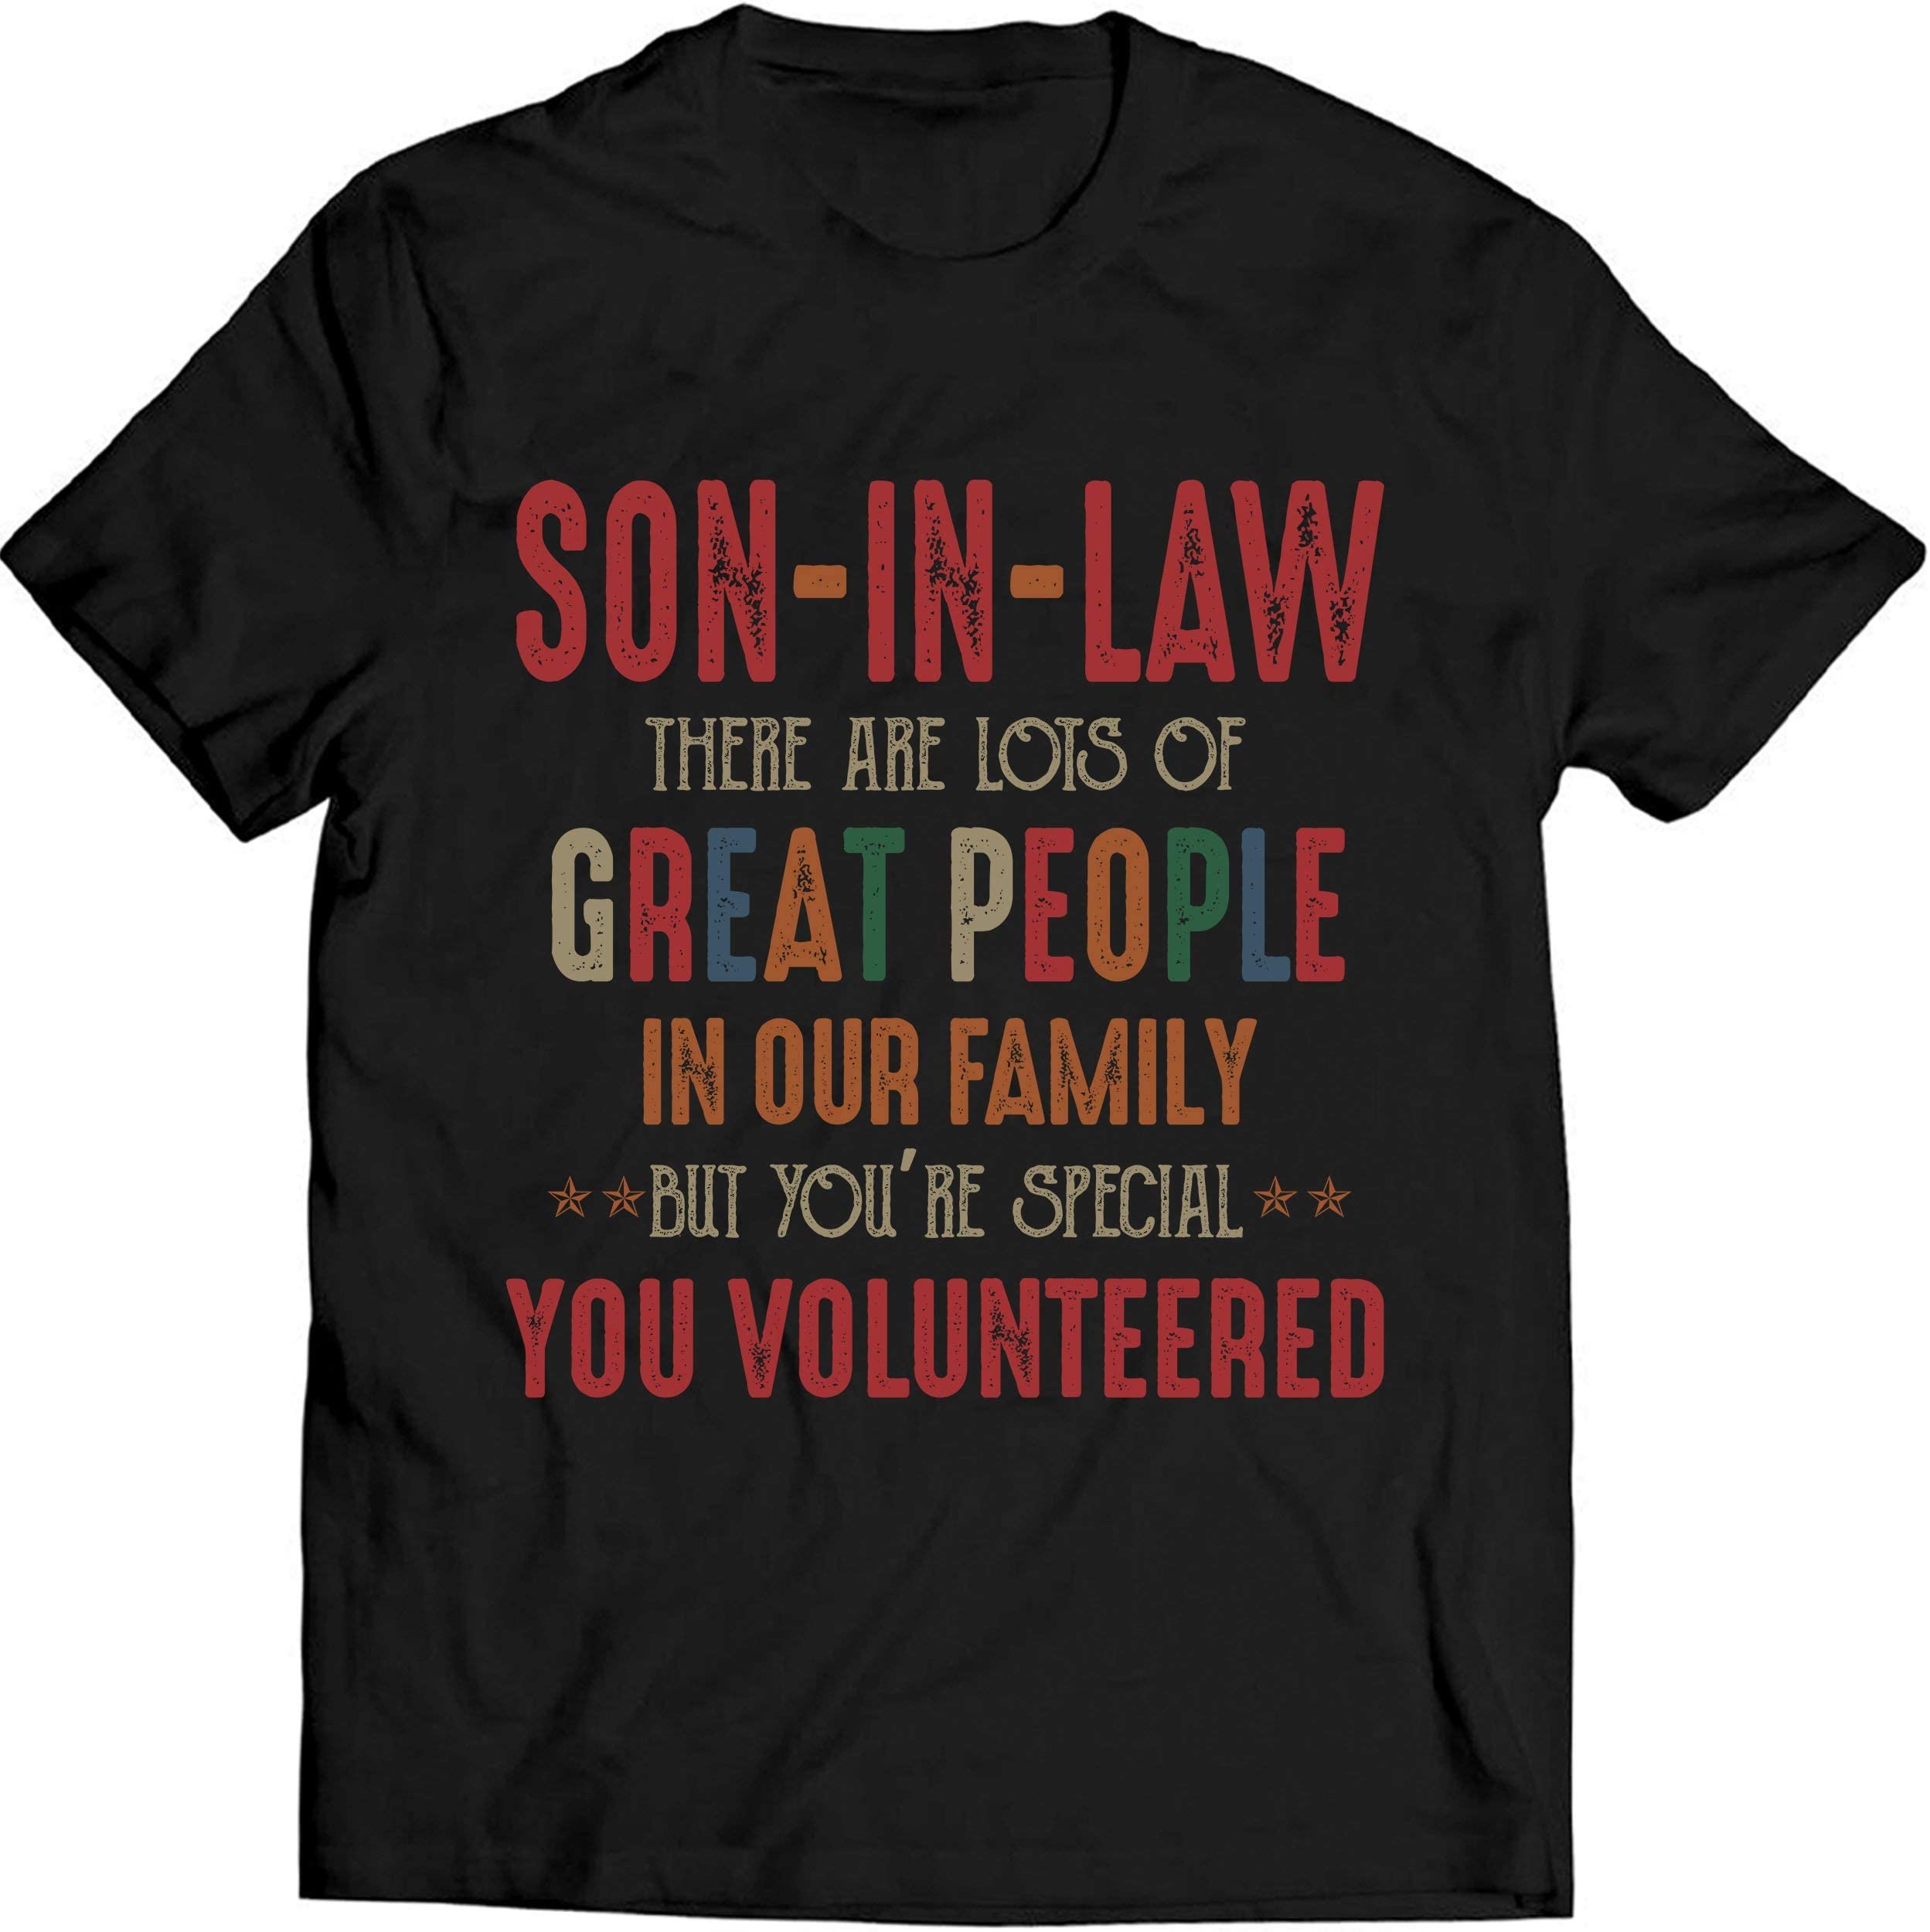 SON-IN-LAW
THERE ARE LOTS OF
GREAT PEOPLE
IN OUR FAMILY
BUT YOU'RE SPECIAL
YOU VOLUNTEERED